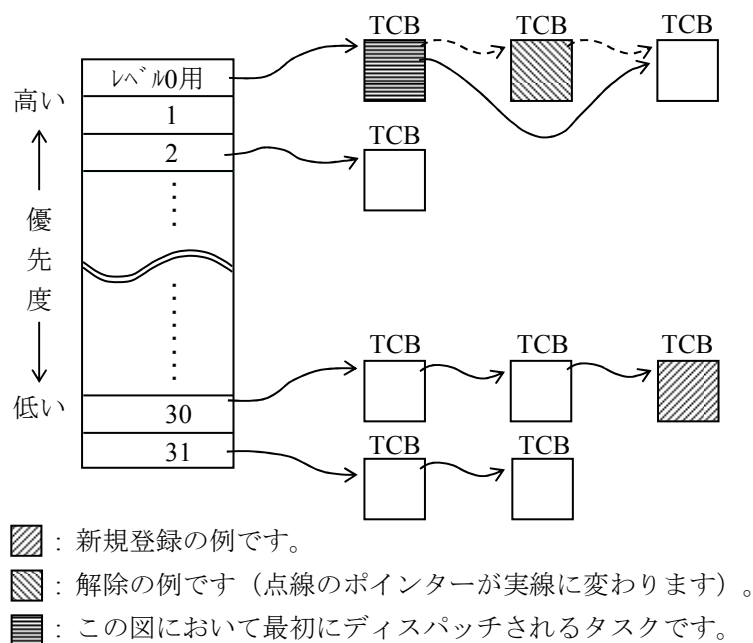 TCB TCB TCB
ﾚﾍﾞﾙ0用
高い
1
TCB
2
優先度
TCB TCB TCB
低い
30
TCB TCB
31
：新規登録の例です。
：解除の例です（点線のポインターが実線に変わります）。
：この図において最初にディスパッチされるタスクです。